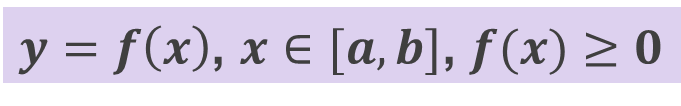 y = f(x), x ∈ [a, b], f(x) ≥ 0